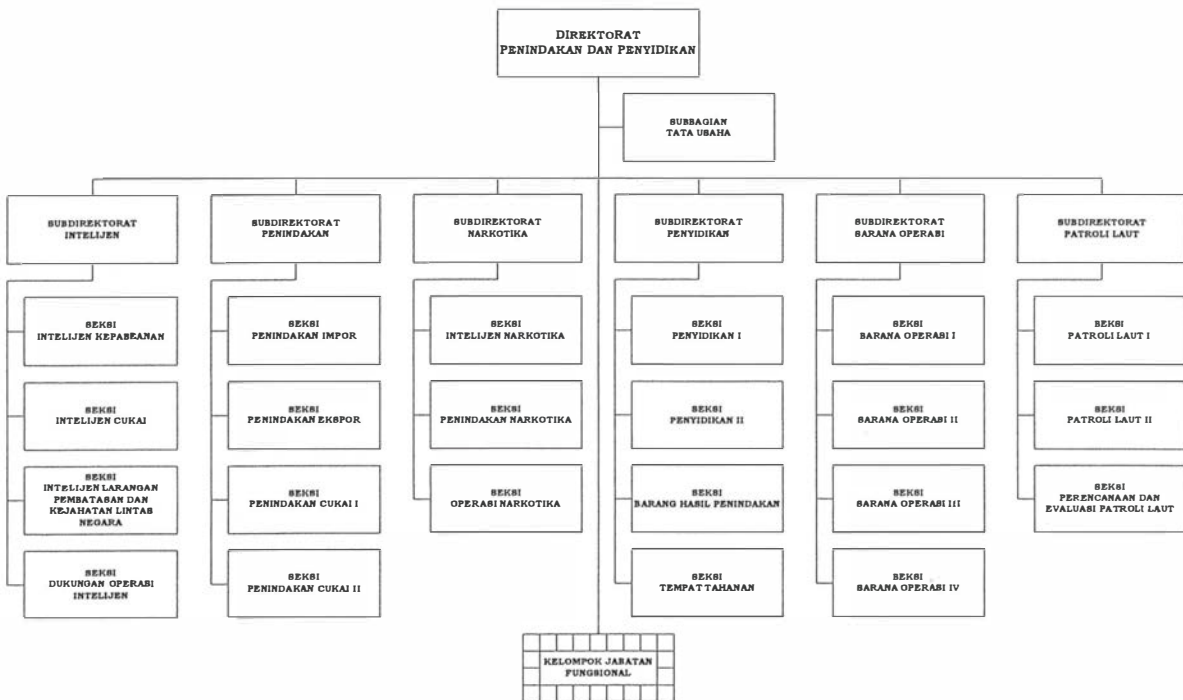 DIREKTORAT
PENINDAKAN DAN PENYIDIKAN
SUBBAGIAN
TATA USAHA
SUBDIREKTORAT
INTELIJEN
SUBDIREKTORAT
PENINDAKAN
SUBDIREKTORAT
NARKOTIKA
SUBDIREKTORAT
PENYIDIKAN
SUBDIREKTORAT
SARANA OPERASI
SUBDIREKTORAT
PATROLI LAUT
SEKSI
INTELIJEN KEPABEANAN
SEKSI
PENINDAKAN IMPOR
SEKSI
INTELIJEN NARKOTIKA
SEKSI
PENYIDIKAN I
SEKSI
SARANA OPERASI I
SEKSI
PATROLI LAUT I
SEKSI
INTELIJEN CUKAI
SEKSI
PENINDAKAN EKSPOR
SEKSI
PENINDAKAN NARKOTIKA
SEKSI
PENYIDIKAN II
SEKSI
SARANA OPERASI II
SEKSI
PATROLI LAUT II
SEKSI
INTELIJEN LARANGAN
PEMBATASAN DAN
KEJAHATAN LINTAS
NEGARA
SEKSI
PENINDAKAN CUKAI I
SEKSI
OPERASI NARKOTIKA
SEKSI
BARANG HASIL PENINDAKAN
SEKSI
SARANA OPERASI III
SEKSI
PERENCANAAN DAN
EVALUASI PATROLI LAUT
SEKSI
DUKUNGAN OPERASI
INTELIJEN
SEKSI
PENINDAKAN CUKAI II
SEKSI
TEMPAT TAHANAN
SEKSI
SARANA OPERASI IV
KELOMPOK JABATAN
FUNGSIONAL